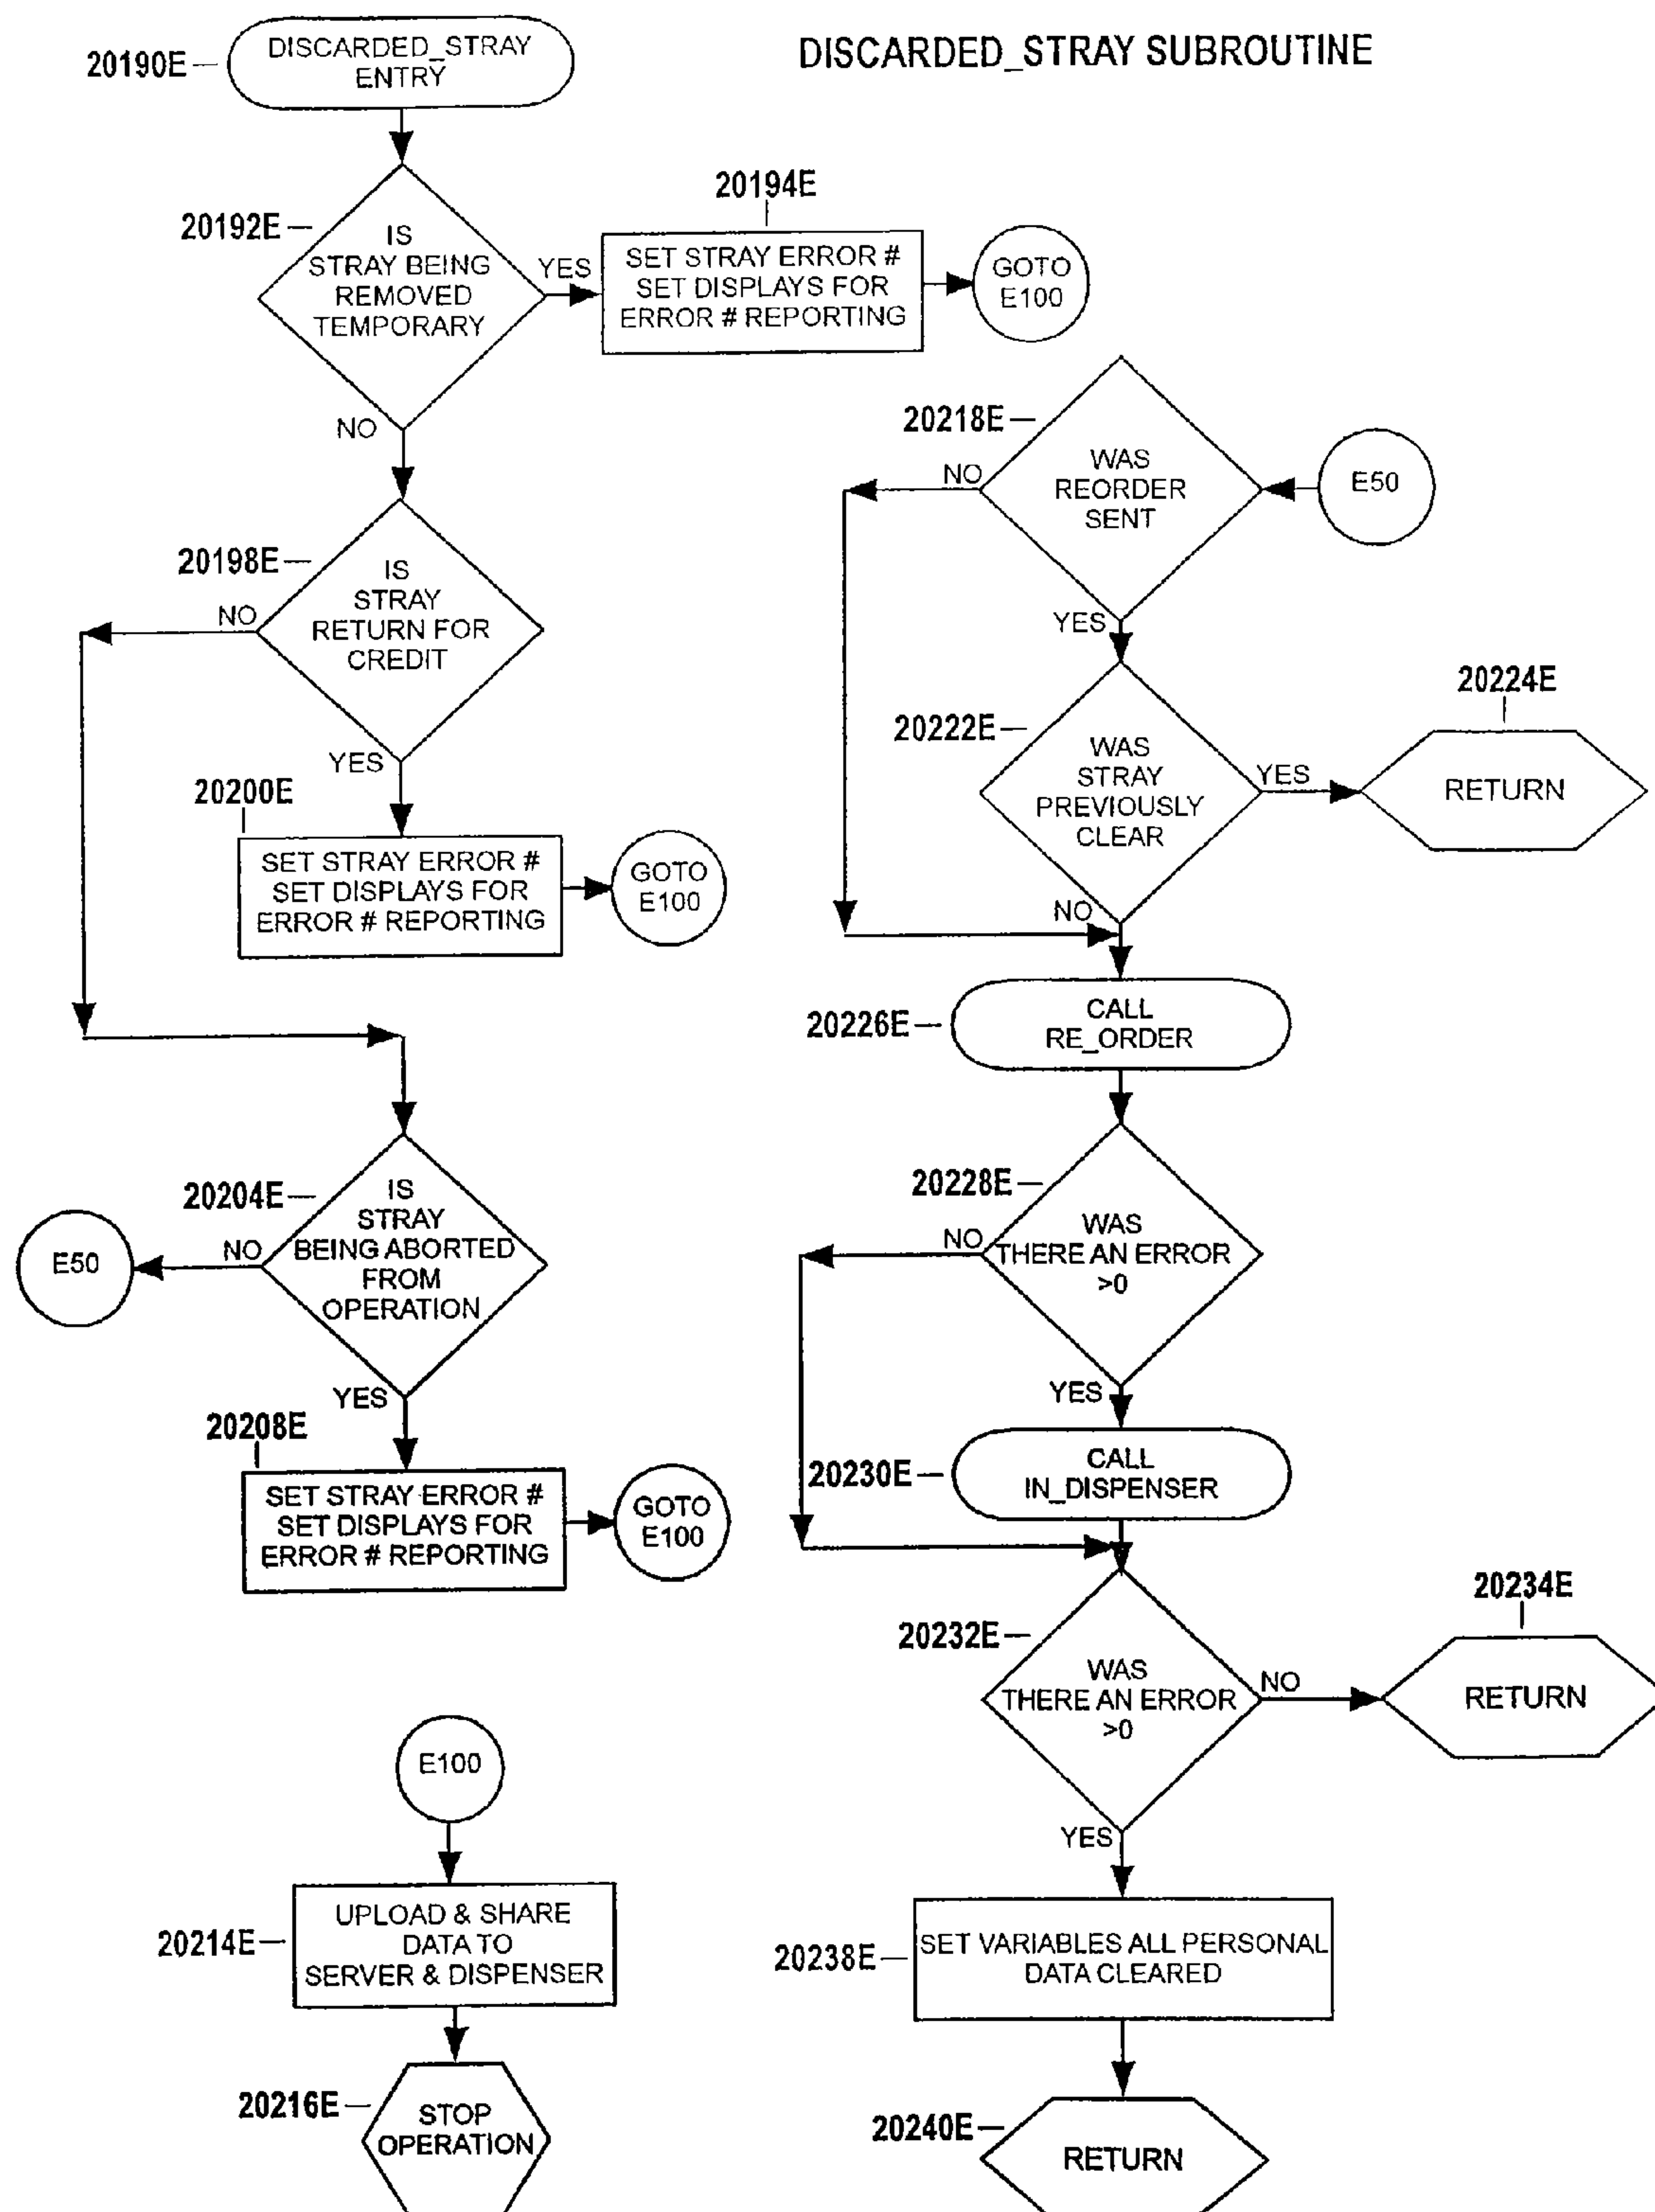 DISCARDED_STRAY SUBROUTINE
20190E
DISCARDED_STRAY
ENTRY
20192E
IS
STRAY BEING
REMOVED
TEMPORARY
YES
NO
20194E
SET STRAY ERROR #
SET DISPLAYS FOR
ERROR # REPORTING
GOTO
E100
20198E
IS
STRAY
RETURN FOR
CREDIT
NO
YES
20200E
SET STRAY ERROR #
SET DISPLAYS FOR
ERROR # REPORTING
GOTO
E100
20204E
IS
STRAY
BEING ABORTED
FROM
OPERATION
NO
E50
YES
20208E
SET STRAY ERROR #
SET DISPLAYS FOR
ERROR # REPORTING
GOTO
E100
E100
20214E
UPLOAD & SHARE
DATA TO
SERVER & DISPENSER
20216E
STOP
OPERATION
20218E
WAS
REORDER
SENT
E50
NO
YES
20222E
WAS
STRAY
PREVIOUSLY
CLEAR
YES
20224E
RETURN
NO
20226E
CALL
RE_ORDER
20228E
WAS
THERE AN ERROR
>0
NO
YES
20230E
CALL
IN_DISPENSER
20232E
WAS
THERE AN ERROR
>0
NO
20234E
RETURN
YES
20238E
SET VARIABLES ALL PERSONAL
DATA CLEARED
20240E
RETURN